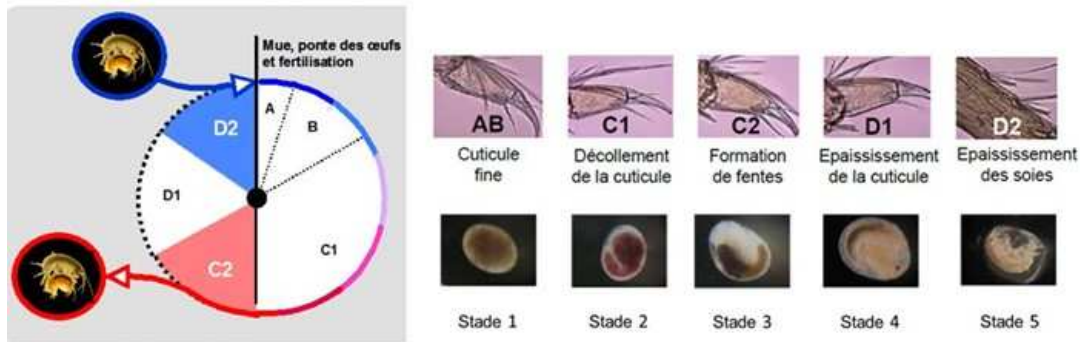 Mue, ponte des œufs
et fertilisation
A
B
D2
D1
C2
C1
AB
C1
C2
D1
D2
Cuticule
fine
Décollement
de la cuticule
Formation
de fentes
Epaississement
de la cuticule
Epaississement
des soies
Stade 1
Stade 2
Stade 3
Stade 4
Stade 5